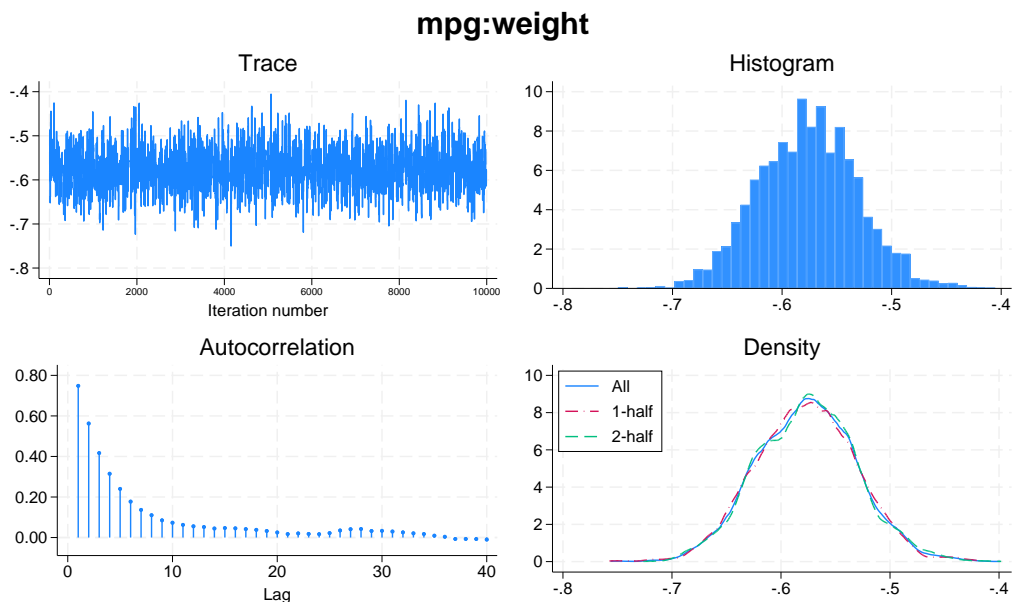 mpg:weight
Trace
-.4
-.5
-.6
-.7
-.8
0 2000 4000 6000 8000 10000
Iteration number
Histogram
10
8
6
4
2
0
-.8 -.7 -.6 -.5 -.4
Autocorrelation
0.80
0.60
0.40
0.20
0.00
0 10 20 30 40
Lag
Density
All
1-half
2-half
10
8
6
4
2
0
-.8 -.7 -.6 -.5 -.4